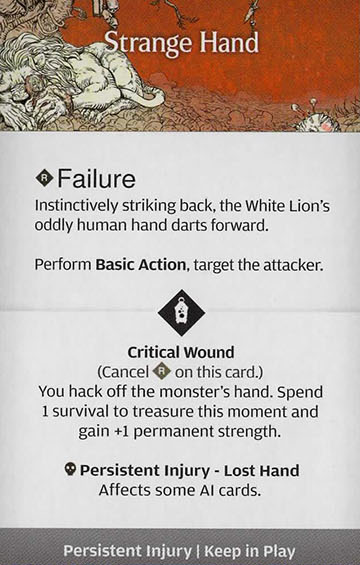 Strange Hand
R Failure
Instinctively striking back, the White Lion's
oddly human hand darts forward.
Perform Basic Action, target the attacker.
Critical Wound
(Cancel R on this card.)
You hack off the monster's hand. Spend
1 survival to treasure this moment and
gain +1 permanent strength.
Persistent Injury - Lost Hand
Affects some AI cards.
Persistent Injury | Keep in Play